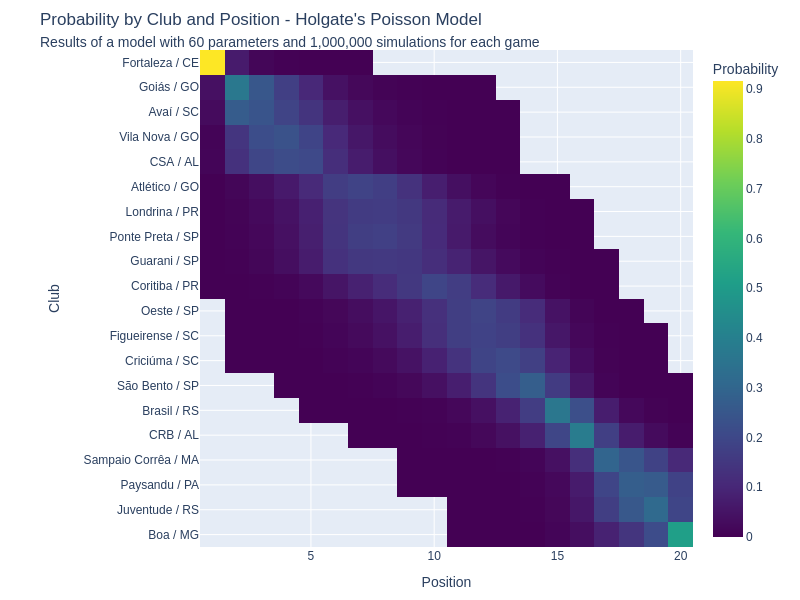 Probability by Club and Position - Holgate's Poisson Model
Results of a model with 60 parameters and 1,000,000 simulations for each game
Probability
Club
Fortaleza / CE
Goiás / GO
Avaí / SC
Vila Nova / GO
CSA / AL
Atlético / GO
Londrina / PR
Ponte Preta / SP
Guarani / SP
Coritiba / PR
Oeste / SP
Figueirense / SC
Criciúma / SC
São Bento / SP
Brasil / RS
CRB / AL
Sampaio Corrêa / MA
Paysandu / PA
Juventude / RS
Boa / MG
0.9
0.8
0.7
0.6
0.5
0.4
0.3
0.2
0.1
0
5 10 15 20
Position